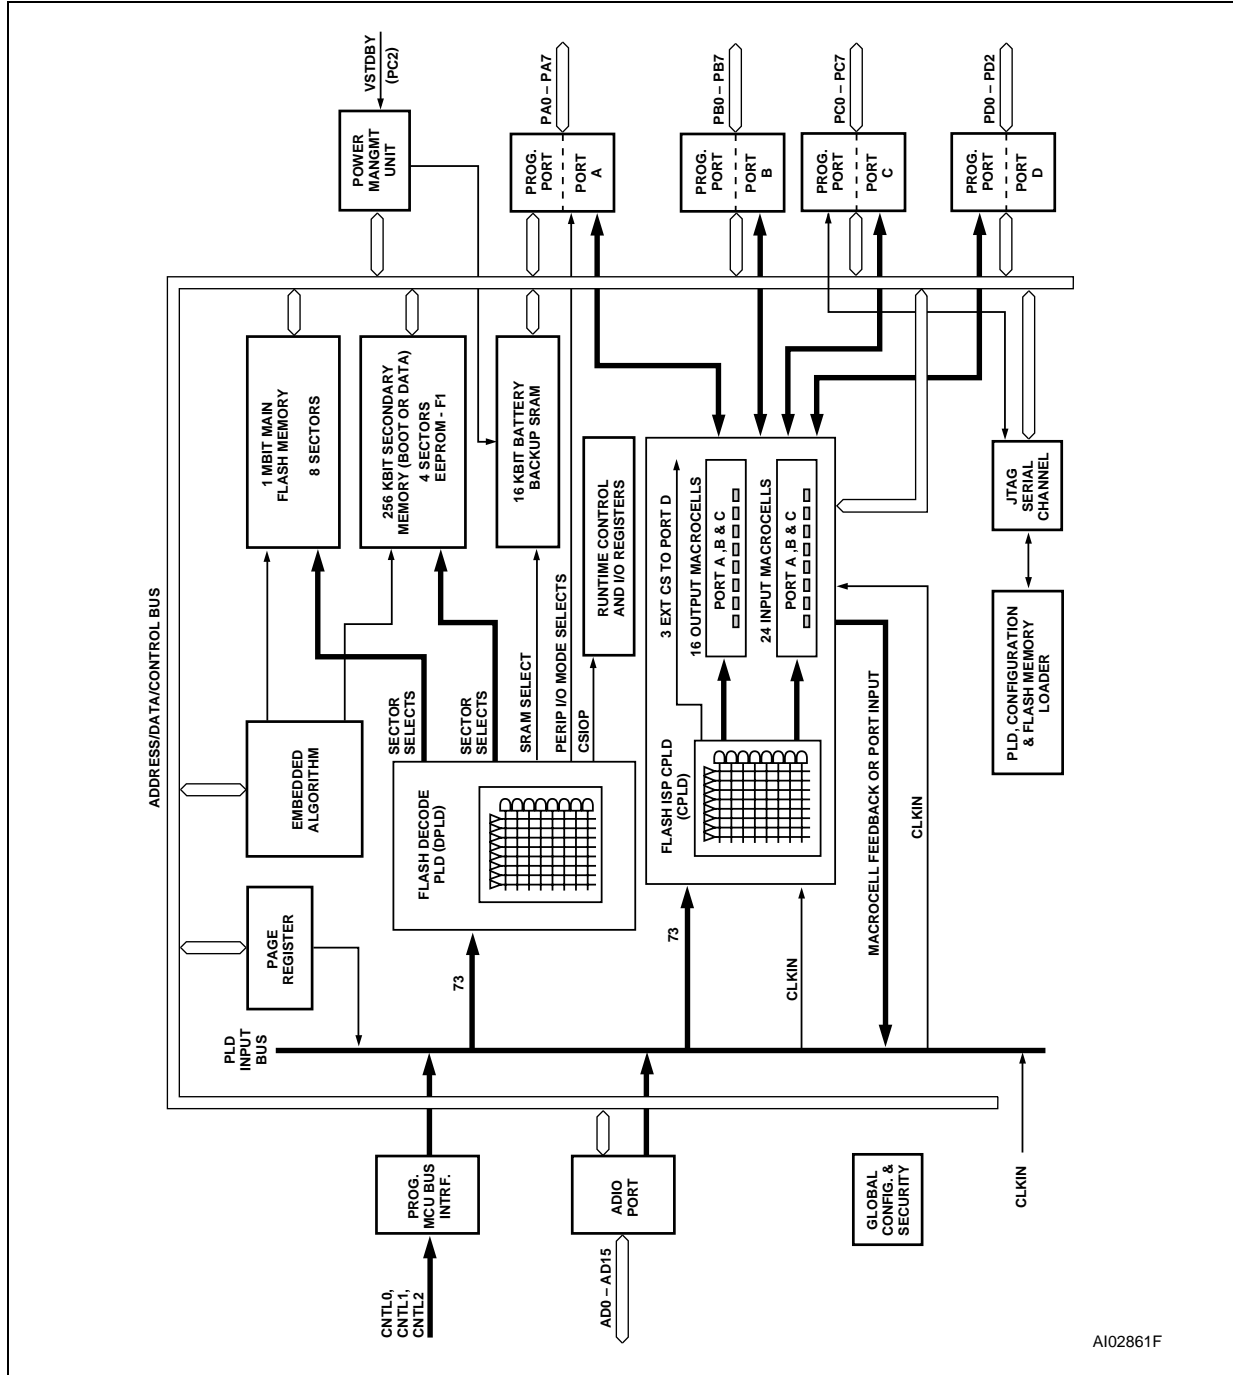 VSTDBY
(PC2)
PA0 – PA7
PB0 – PB7
PC0 – PC7
PD0 – PD2
POWER
MANGMT
UNIT
PROG.
PORT
PORT
A
PROG.
PORT
PORT
B
PROG.
PORT
PORT
C
PROG.
PORT
PORT
D
ADDRESS/DATA/CONTROL BUS
1 MBIT MAIN
FLASH MEMORY
8 SECTORS
256 KBIT SECONDARY
MEMORY (BOOT OR DATA)
4 SECTORS
EEPROM - F1
16 KBIT BATTERY
BACKUP SRAM
RUNTIME CONTROL
AND I/O REGISTERS
3 EXT CS TO PORT D
16 OUTPUT MACROCELLS
PORT A ,B & C
24 INPUT MACROCELLS
PORT A ,B & C
JTAG
SERIAL
CHANNEL
PLD, CONFIGURATION
& FLASH MEMORY
LOADER
EMBEDDED
ALGORITHM
SECTOR
SELECTS
SECTOR
SELECTS
SRAM SELECT
PERIP I/O MODE SELECTS
CSIOP
FLASH DECODE
PLD (DPLD)
FLASH ISP CPLD
(CPLD)
MACROCELL FEEDBACK OR PORT INPUT
CLKIN
PAGE
REGISTER
73
73
CLKIN
PLD
INPUT
BUS
PROG.
MCU BUS
INTRF.
ADIO
PORT
GLOBAL
CONFIG. &
SECURITY
CLKIN
CNTL0,
CNTL1,
CNTL2
AD0 – AD15
AI02861F